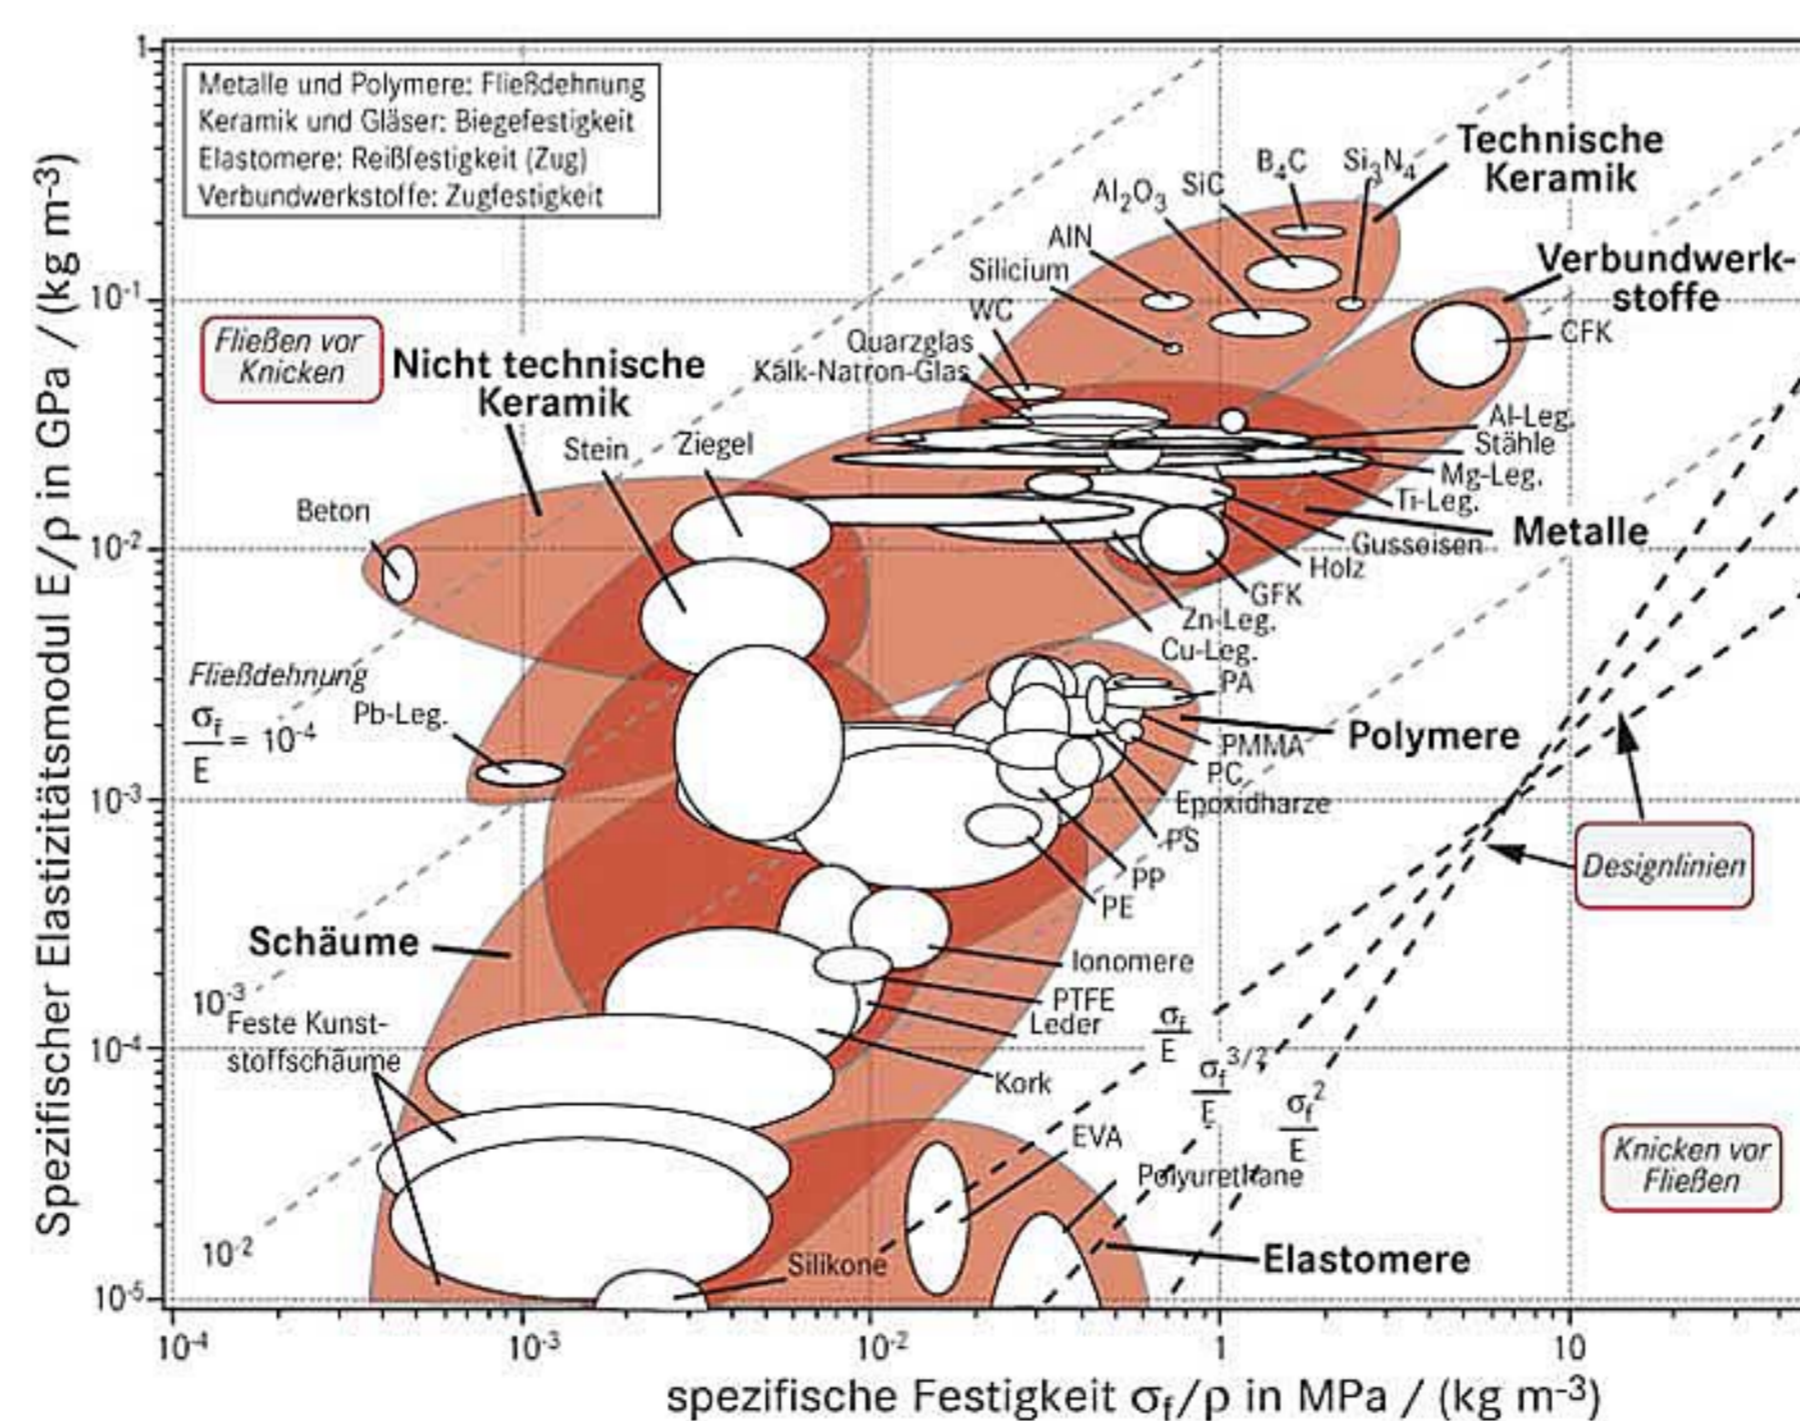 Metalle und Polymere: Fließdehnung
Keramik und Gläser: Biegefestigkeit
Elastomere: Reißfestigkeit (Zug)
Verbundwerkstoffe: Zugfestigkeit
Spezifischer Elastizitätsmodul E/ρ in GPa / (kg m⁻³)
1
10⁻¹
10⁻²
10⁻³
10⁻⁴
10⁻⁵
Technische
Keramik
B₄C
Si₃N₄
SiC
Al₂O₃
AlN
Silicium
WC
Quarzglas
Kalk-Natron-Glas
Verbundwerk-
stoffe
CFK
Fließen vor
Knicken
Nicht technische
Keramik
Stein
Ziegel
Beton
Al-Leg.
Stähle
Mg-Leg.
Ti-Leg.
Metalle
Gusseisen
Holz
GFK
Zn-Leg.
Cu-Leg.
Fließdehnung
σf/E = 10⁻⁴
Pb-Leg.
PA
Polymere
PMMA
PC
Epoxidharze
PS
PP
PE
Designlinien
Schäume
Ionomere
PTFE
Leder
Kork
10⁻³
Feste Kunst-
stoffschäume
σf/E
σf^3/2/E
σf²/E
EVA
Polyurethane
Knicken vor
Fließen
10⁻²
Silikone
Elastomere
10⁻⁴
10⁻³
10⁻²
1
10
spezifische Festigkeit σf/ρ in MPa / (kg m⁻³)